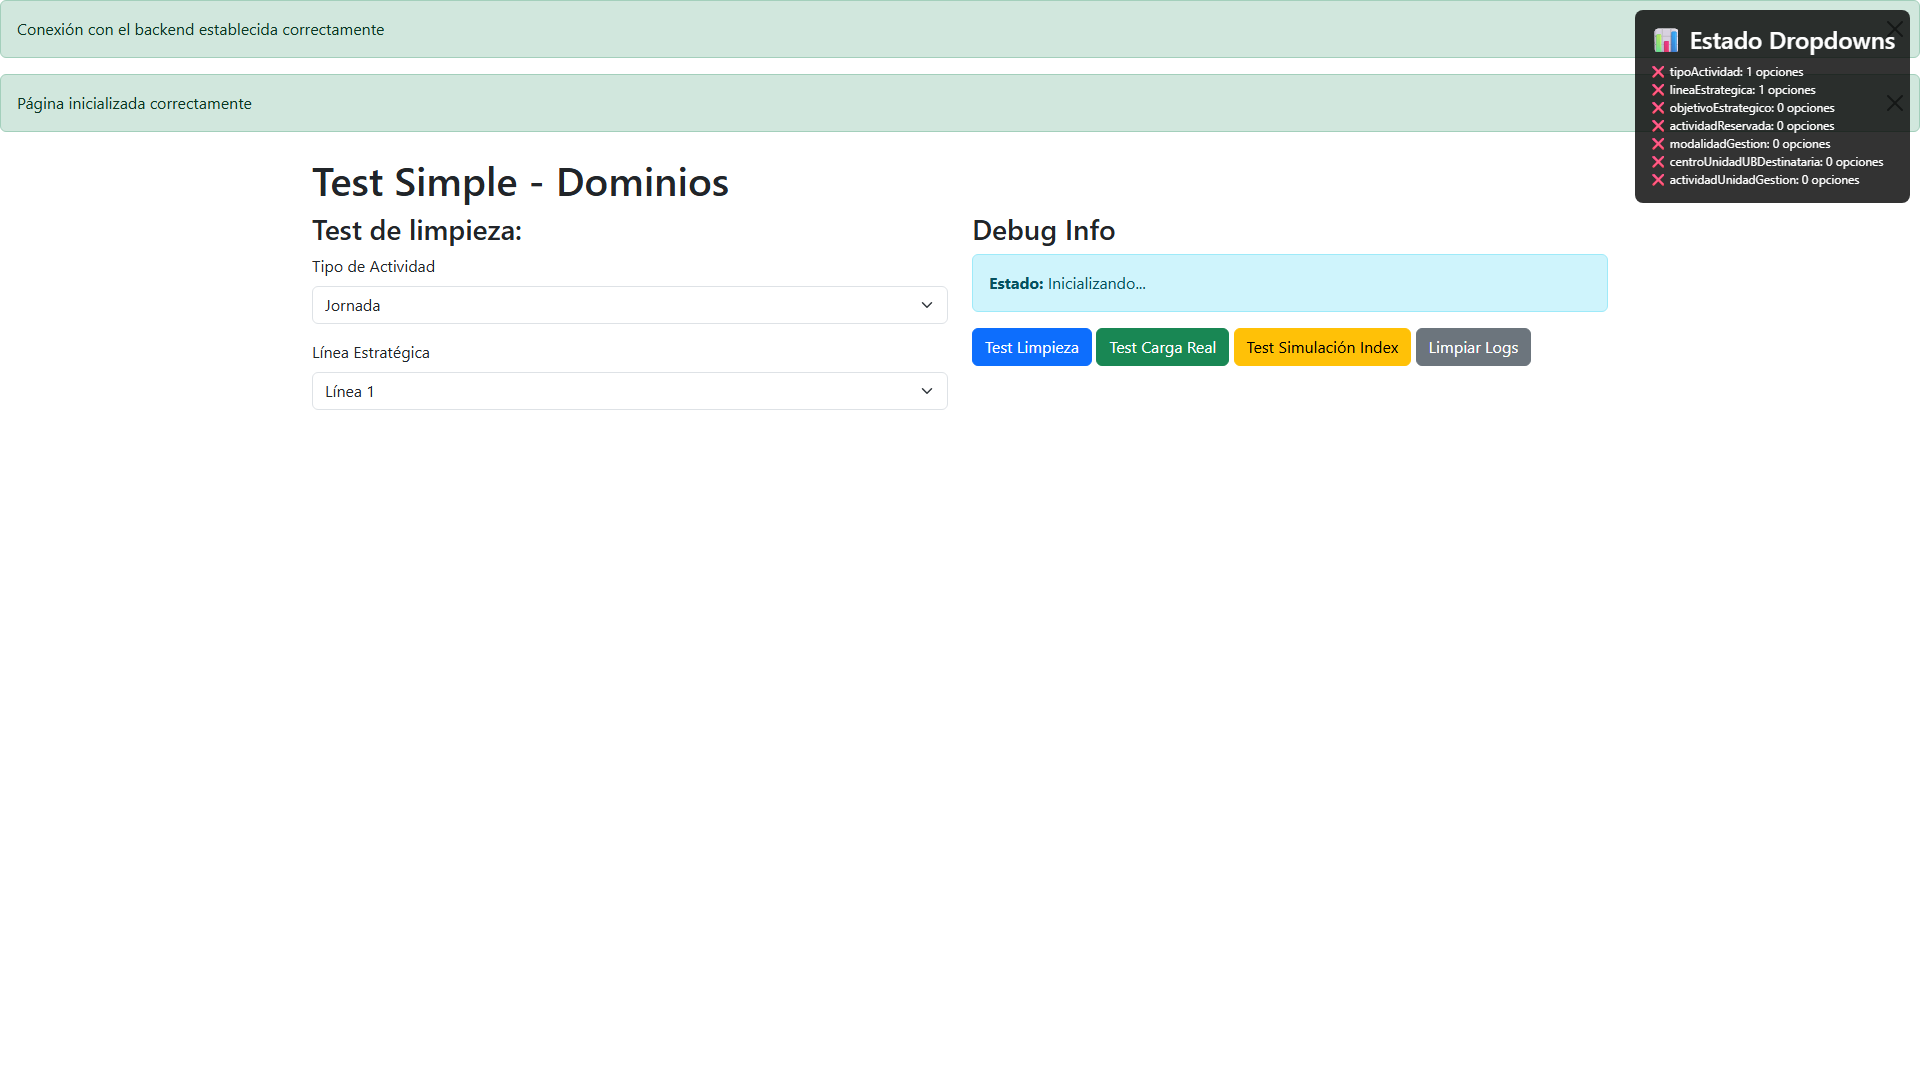 Conexión con el backend establecida correctamente
Página inicializada correctamente
📊 Estado Dropdowns
❌ tipoActividad: 1 opciones
❌ lineaEstrategica: 1 opciones
❌ objetivoEstrategico: 0 opciones
❌ actividadReservada: 0 opciones
❌ modalidadGestion: 0 opciones
❌ centroUnidadUBDestinataria: 0 opciones
❌ actividadUnidadGestion: 0 opciones
Test Simple - Dominios
Test de limpieza:
Tipo de Actividad
Jornada
Línea Estratégica
Línea 1
Debug Info
Estado: Inicializando...
Test Limpieza
Test Carga Real
Test Simulación Index
Limpiar Logs